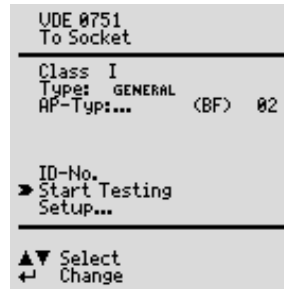 VDE 0751
To Socket
Class I
Type: GENERAL
AP-Typ:... (BF) 02
ID-No.
Start Testing
Setup...
▲▼ Select
↵ Change